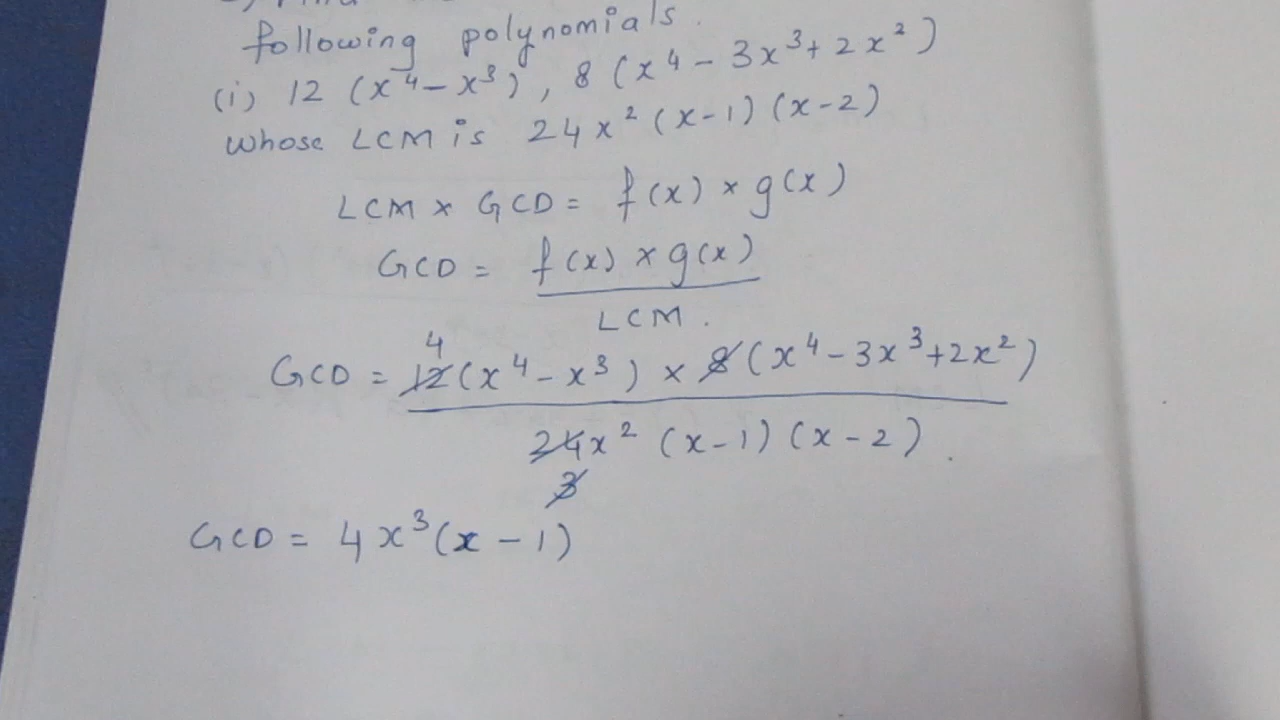 following polynomials.
(i) 12 (x⁴ - x³), 8 (x⁴ - 3x³ + 2x²)
whose LCM is 24x² (x-1) (x-2)
LCM × GCD = f(x) × g(x)
GCD = f(x) × g(x)
LCM.
4
GCD = 12(x⁴ - x³) × 8(x⁴ - 3x³ + 2x²)
24x² (x-1) (x-2).
3
GCD = 4x³(x - 1)